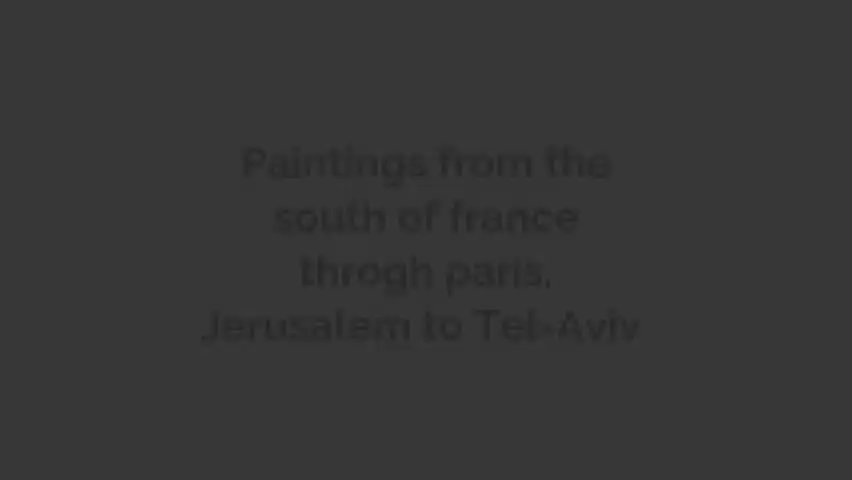 Paintings from the
south of france
throgh paris,
Jerusalem to Tel-Aviv